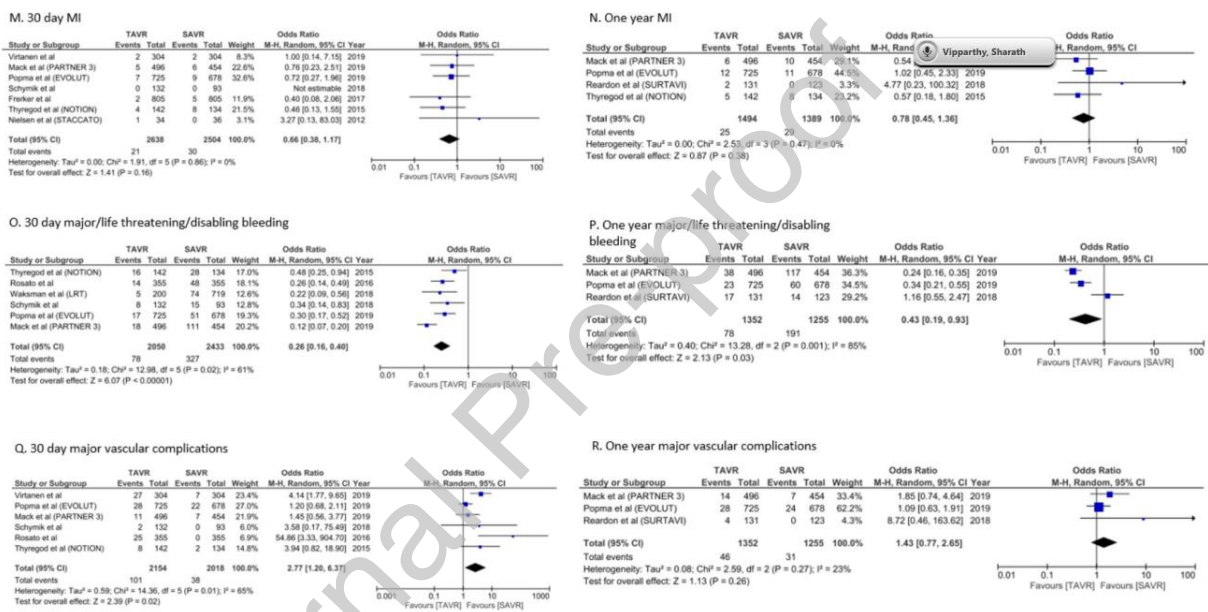 M. 30 day MI
TAVR SAVR Odds Ratio Odds Ratio
Study or Subgroup Events Total Events Total Weight M-H, Random, 95% CI Year M-H, Random, 95% CI
Virtanen et al 2 304 2 304 8.3% 1.00 [0.14, 7.15] 2019
Mack et al (PARTNER 3) 5 496 6 454 22.6% 0.76 [0.23, 2.51] 2019
Popma et al (EVOLUT) 7 725 9 678 32.6% 0.72 [0.27, 1.96] 2019
Schymik et al 0 132 0 93 Not estimable 2018
Frerker et al 2 805 5 805 11.9% 0.40 [0.08, 2.06] 2017
Thyregod et al (NOTION) 4 142 8 134 21.5% 0.46 [0.13, 1.55] 2015
Nielsen et al (STACCATO) 1 34 0 36 3.1% 3.27 [0.13, 83.03] 2012
Total (95% CI) 2638 2504 100.0% 0.66 [0.38, 1.17]
Total events 21 30
Heterogeneity: Tau² = 0.00; Chi² = 1.91, df = 5 (P = 0.86); I² = 0%
Test for overall effect: Z = 1.41 (P = 0.16)
0.01 0.1 1 10 100
Favours [TAVR] Favours [SAVR]
N. One year MI
TAVR SAVR Odds Ratio Odds Ratio
Study or Subgroup Events Total Events Total Weight M-H, Rand
Vipparthy, Sharath
Mack et al (PARTNER 3) 6 496 10 454 29.1% 0.54
Popma et al (EVOLUT) 12 725 11 678 44.5% 1.02 [0.45, 2.33] 2019
Reardon et al (SURTAVI) 2 131 0 123 3.3% 4.77 [0.23, 100.32] 2018
Thyregod et al (NOTION) 5 142 8 134 23.2% 0.57 [0.18, 1.80] 2015
Total (95% CI) 1494 1389 100.0% 0.78 [0.45, 1.36]
Total events 25 29
Heterogeneity: Tau² = 0.00; Chi² = 2.53, df = 3 (P = 0.47); I² = 0%
Test for overall effect: Z = 0.87 (P = 0.38)
0.01 0.1 1 10 100
Favours [TAVR] Favours [SAVR]
O. 30 day major/life threatening/disabling bleeding
TAVR SAVR Odds Ratio Odds Ratio
Study or Subgroup Events Total Events Total Weight M-H, Random, 95% CI Year M-H, Random, 95% CI
Thyregod et al (NOTION) 16 142 28 134 17.0% 0.48 [0.25, 0.94] 2015
Rosato et al 14 355 48 355 18.1% 0.26 [0.14, 0.49] 2016
Waksman et al (LRT) 5 200 74 719 12.6% 0.22 [0.09, 0.56] 2018
Schymik et al 8 132 15 93 12.8% 0.34 [0.14, 0.83] 2018
Popma et al (EVOLUT) 17 725 51 678 19.3% 0.30 [0.17, 0.52] 2019
Mack et al (PARTNER 3) 18 496 111 454 20.2% 0.12 [0.07, 0.20] 2019
Total (95% CI) 2050 2433 100.0% 0.26 [0.16, 0.40]
Total events 78 327
Heterogeneity: Tau² = 0.18; Chi² = 12.98, df = 5 (P = 0.02); I² = 61%
Test for overall effect: Z = 6.07 (P < 0.00001)
0.01 0.1 1 10 100
Favours [TAVR] Favours [SAVR]
P. One year major/life threatening/disabling
bleeding
TAVR SAVR Odds Ratio Odds Ratio
Study or Subgroup Events Total Events Total Weight M-H, Random, 95% CI Year M-H, Random, 95% CI
Mack et al (PARTNER 3) 38 496 117 454 36.3% 0.24 [0.16, 0.35] 2019
Popma et al (EVOLUT) 23 725 60 678 34.5% 0.34 [0.21, 0.55] 2019
Reardon et al (SURTAVI) 17 131 14 123 29.2% 1.16 [0.55, 2.47] 2018
Total (95% CI) 1352 1255 100.0% 0.43 [0.19, 0.93]
Total events 78 191
Heterogeneity: Tau² = 0.40; Chi² = 13.28, df = 2 (P = 0.001); I² = 85%
Test for overall effect: Z = 2.13 (P = 0.03)
0.01 0.1 1 10 100
Favours [TAVR] Favours [SAVR]
Q. 30 day major vascular complications
TAVR SAVR Odds Ratio Odds Ratio
Study or Subgroup Events Total Events Total Weight M-H, Random, 95% CI Year M-H, Random, 95% CI
Virtanen et al 27 304 7 304 23.4% 4.14 [1.77, 9.65] 2019
Popma et al (EVOLUT) 28 725 22 678 27.0% 1.20 [0.68, 2.11] 2019
Mack et al (PARTNER 3) 11 496 7 454 21.9% 1.45 [0.56, 3.77] 2019
Schymik et al 2 132 0 93 6.0% 3.58 [0.17, 75.49] 2018
Rosato et al 25 355 0 355 6.9% 54.86 [3.33, 904.70] 2016
Thyregod et al (NOTION) 8 142 2 134 14.8% 3.94 [0.82, 18.90] 2015
Total (95% CI) 2154 2018 100.0% 2.77 [1.20, 6.37]
Total events 101 38
Heterogeneity: Tau² = 0.59; Chi² = 14.36, df = 5 (P = 0.01); I² = 65%
Test for overall effect: Z = 2.39 (P = 0.02)
0.001 0.1 1 10 1000
Favours [TAVR] Favours [SAVR]
R. One year major vascular complications
TAVR SAVR Odds Ratio Odds Ratio
Study or Subgroup Events Total Events Total Weight M-H, Random, 95% CI Year M-H, Random, 95% CI
Mack et al (PARTNER 3) 14 496 7 454 33.4% 1.85 [0.74, 4.64] 2019
Popma et al (EVOLUT) 28 725 24 678 62.2% 1.09 [0.63, 1.91] 2019
Reardon et al (SURTAVI) 4 131 0 123 4.3% 8.72 [0.46, 163.62] 2018
Total (95% CI) 1352 1255 100.0% 1.43 [0.77, 2.65]
Total events 46 31
Heterogeneity: Tau² = 0.08; Chi² = 2.59, df = 2 (P = 0.27); I² = 23%
Test for overall effect: Z = 1.13 (P = 0.26)
0.01 0.1 1 10 100
Favours [TAVR] Favours [SAVR]
rnal Pre-proof